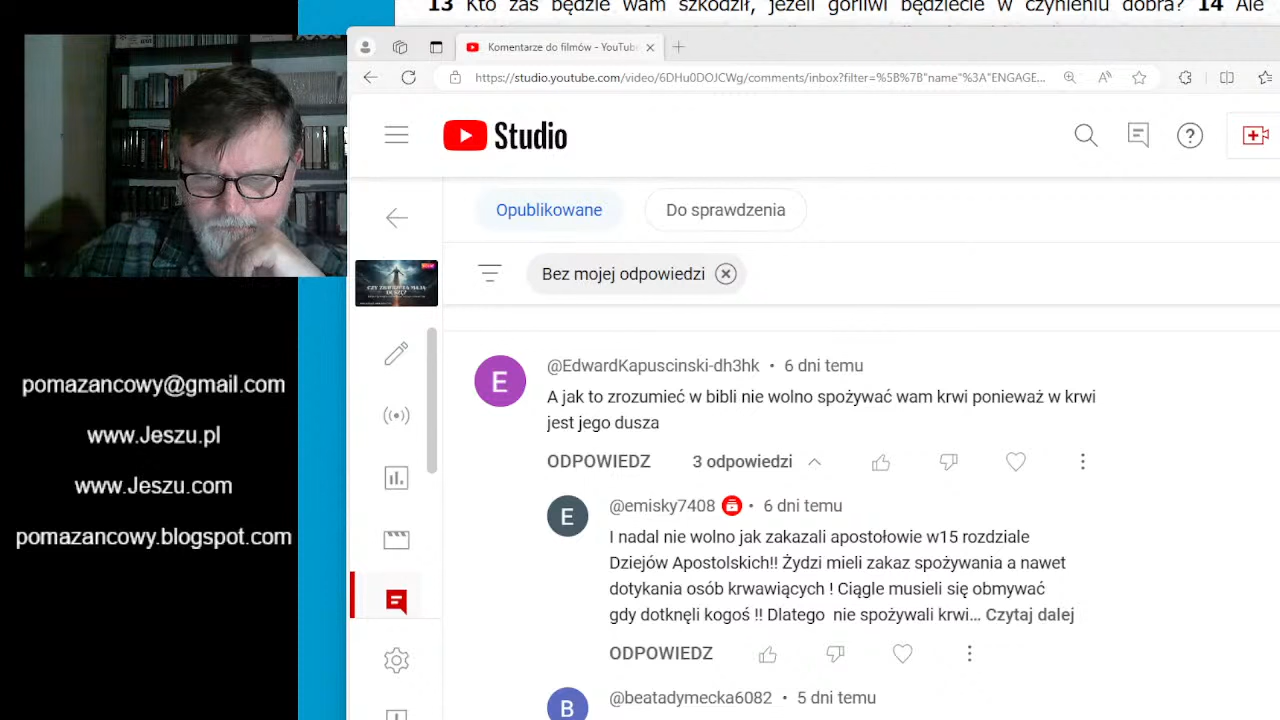 13 Kto zaś będzie wam szkodził, jeżeli gorliwi będziecie w czynieniu dobra? 14 Ale
Komentarze do filmów - YouTub
https://studio.youtube.com/video/6DHu0DOJCWg/comments/inbox?filter=%5B%7B"name"%3A"ENGAGE...
Studio
Opublikowane
Do sprawdzenia
Bez mojej odpowiedzi
CZY ZWIERZĘTA MAJĄ
DUSZĘ?
E
@EdwardKapuscinski-dh3hk • 6 dni temu
A jak to zrozumieć w bibli nie wolno spożywać wam krwi ponieważ w krwi
jest jego dusza
ODPOWIEDZ
3 odpowiedzi
E
@emisky7408 • 6 dni temu
I nadal nie wolno jak zakazali apostołowie w15 rozdziale
Dziejów Apostolskich!! Żydzi mieli zakaz spożywania a nawet
dotykania osób krwawiących ! Ciągle musieli się obmywać
gdy dotknęli kogoś !! Dlatego nie spożywali krwi... Czytaj dalej
ODPOWIEDZ
B
@beatadymecka6082 • 5 dni temu
pomazancowy@gmail.com
www.Jeszu.pl
www.Jeszu.com
pomazancowy.blogspot.com